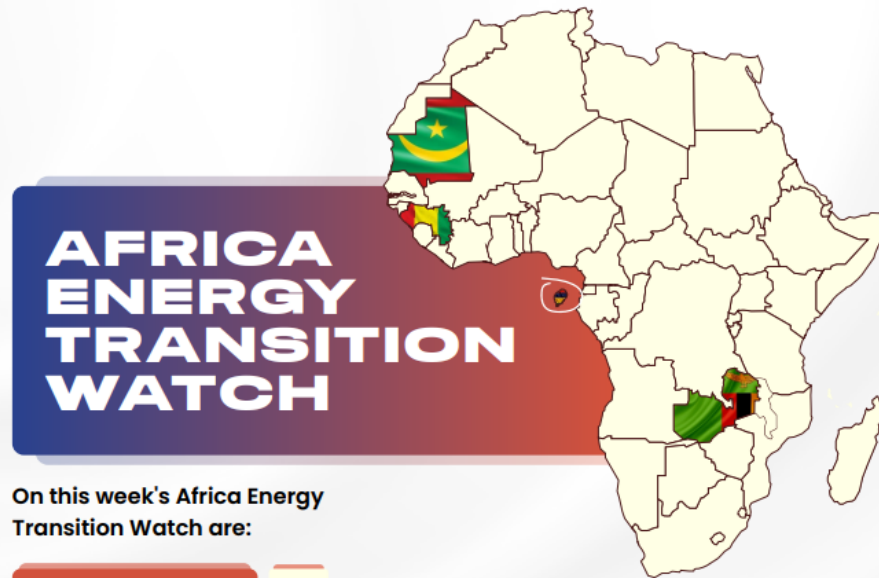 AFRICA
ENERGY
TRANSITION
WATCH
On this week's Africa Energy
Transition Watch are: